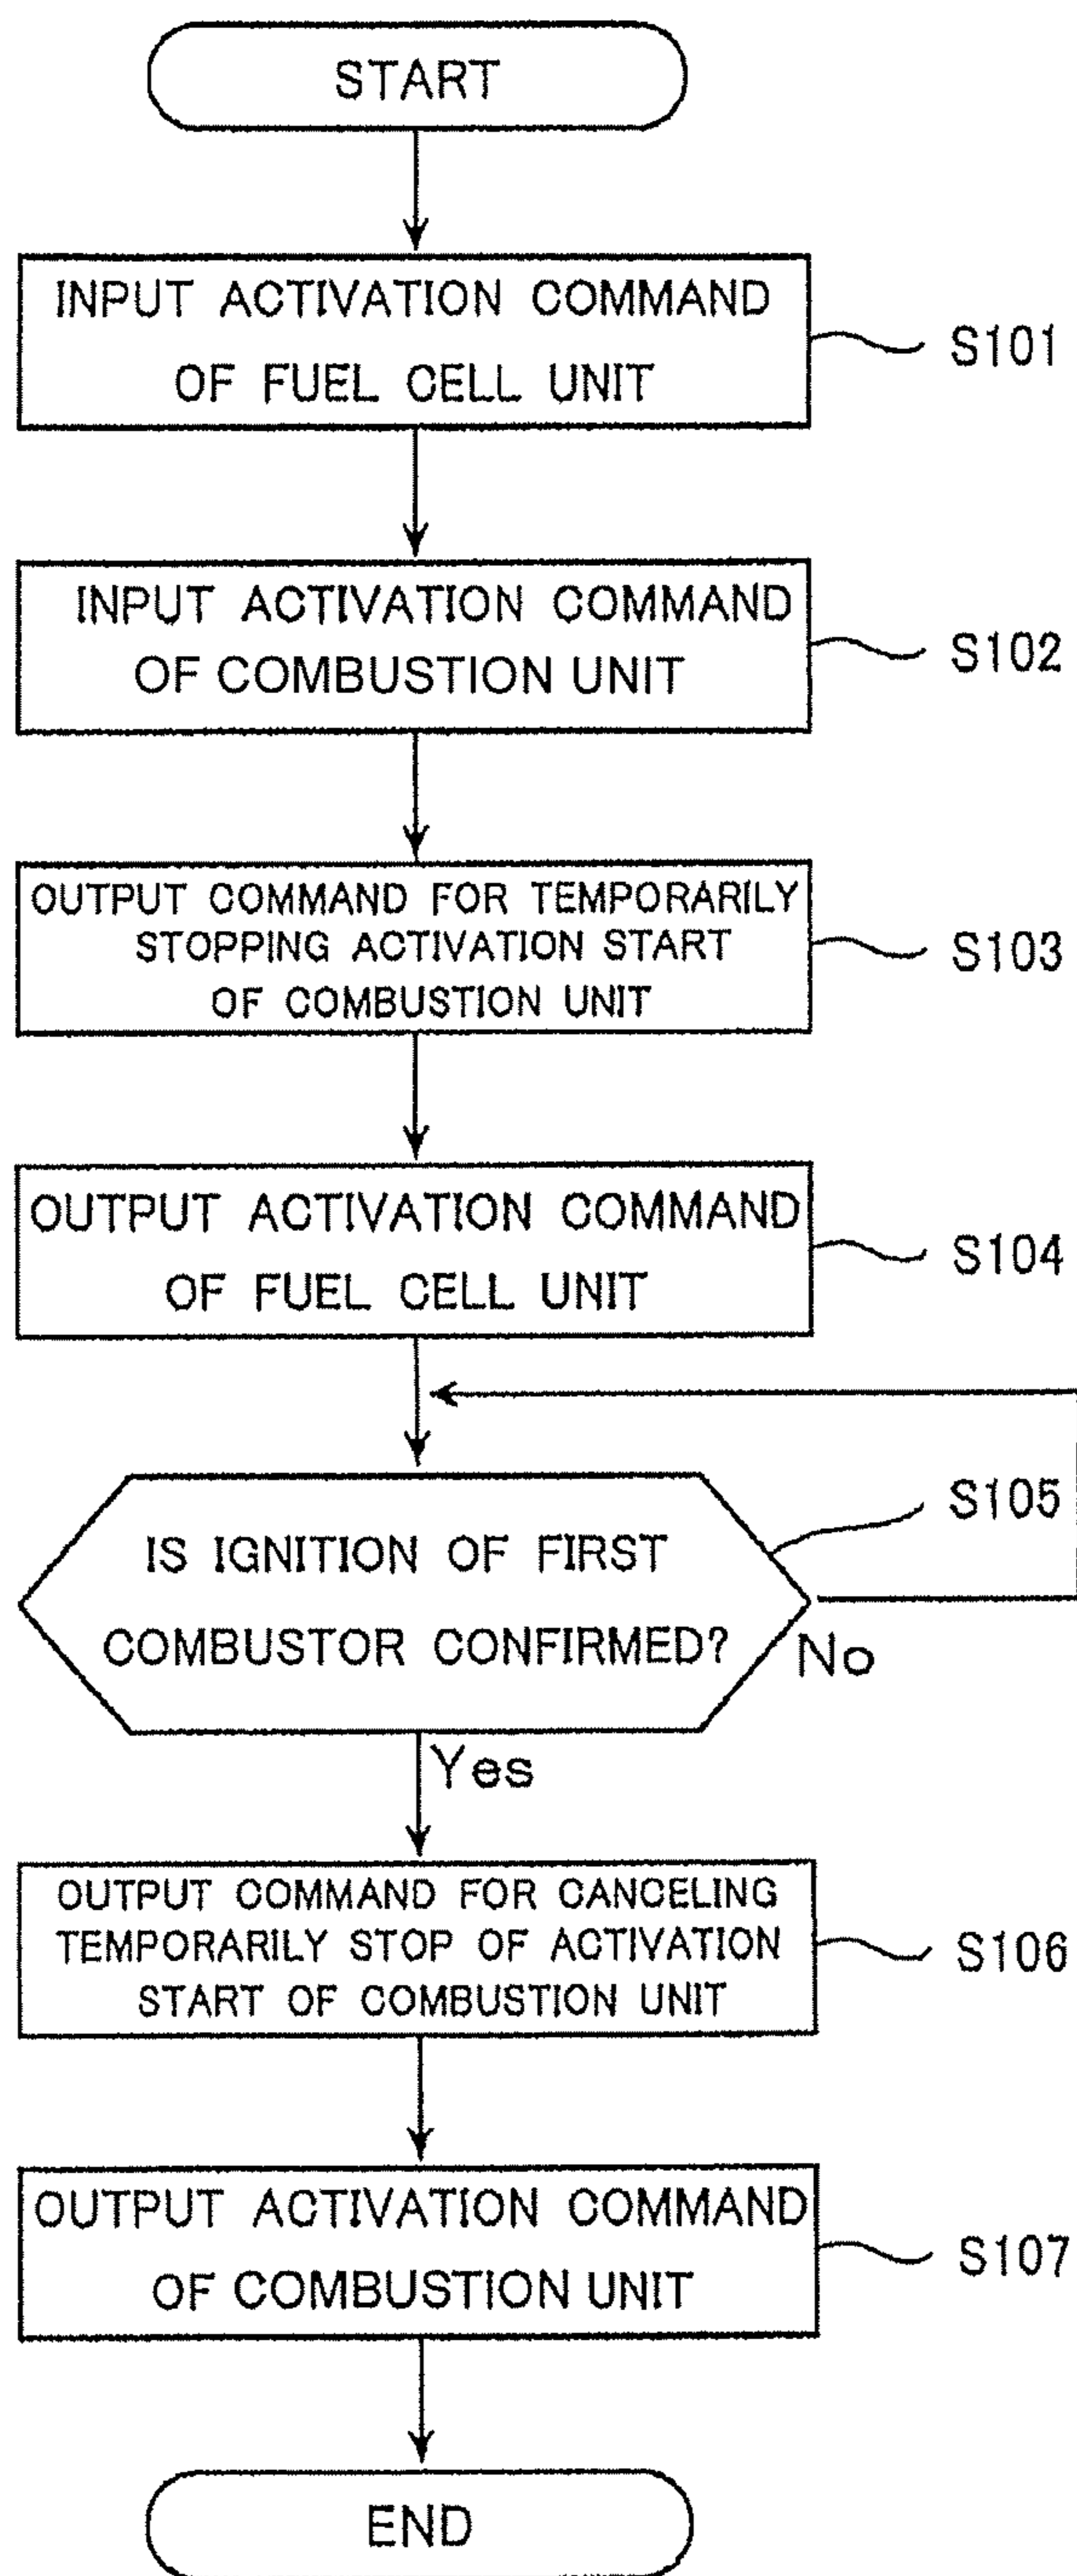 START
INPUT ACTIVATION COMMAND
OF FUEL CELL UNIT
S101
INPUT ACTIVATION COMMAND
OF COMBUSTION UNIT
S102
OUTPUT COMMAND FOR TEMPORARILY
STOPPING ACTIVATION START
OF COMBUSTION UNIT
S103
OUTPUT ACTIVATION COMMAND
OF FUEL CELL UNIT
S104
IS IGNITION OF FIRST
COMBUSTOR CONFIRMED?
S105
No
Yes
OUTPUT COMMAND FOR CANCELING
TEMPORARILY STOP OF ACTIVATION
START OF COMBUSTION UNIT
S106
OUTPUT ACTIVATION COMMAND
OF COMBUSTION UNIT
S107
END